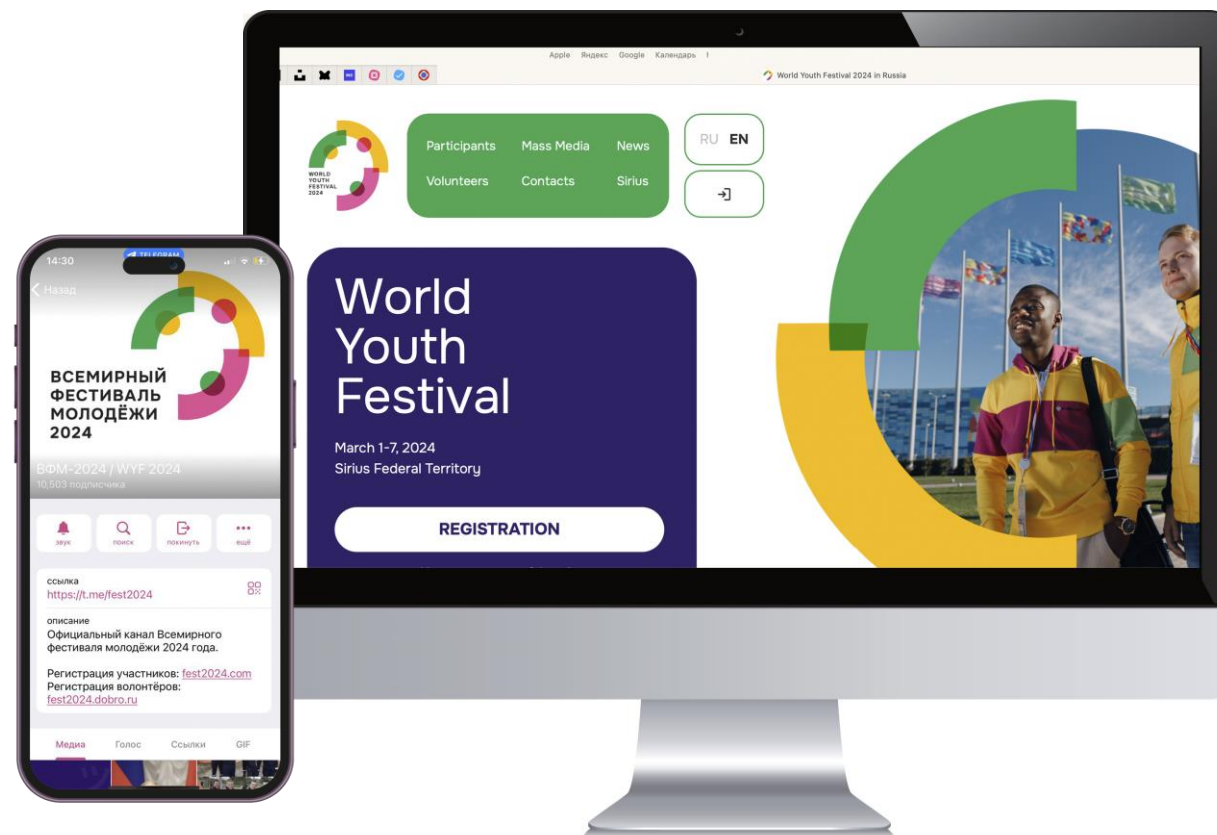 Apple Яндекс Google Календарь
World Youth Festival 2024 in Russia
WORLD
YOUTH
FESTIVAL
2024
Participants Mass Media News
Volunteers Contacts Sirius
RU EN
World
Youth
Festival
March 1-7, 2024
Sirius Federal Territory
REGISTRATION
TELEGRAM
14:30
Назад
ВСЕМИРНЫЙ
ФЕСТИВАЛЬ
МОЛОДЁЖИ
2024
ВФМ-2024 / WYF 2024
10,503 подписчика
звук поиск покинуть ещё
ссылка
https://t.me/fest2024
описание
Официальный канал Всемирного
фестиваля молодёжи 2024 года.
Регистрация участников: fest2024.com
Регистрация волонтёров:
fest2024.dobro.ru
Медиа Голос Ссылки GIF